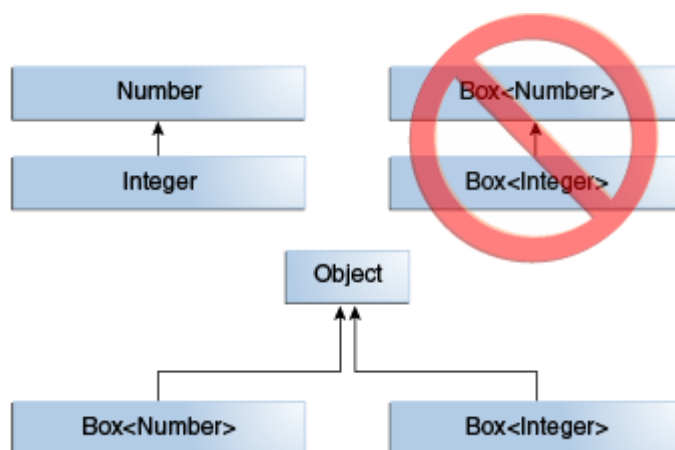 Number
Box<Number>
Integer
Box<Integer>
Object
Box<Number>
Box<Integer>